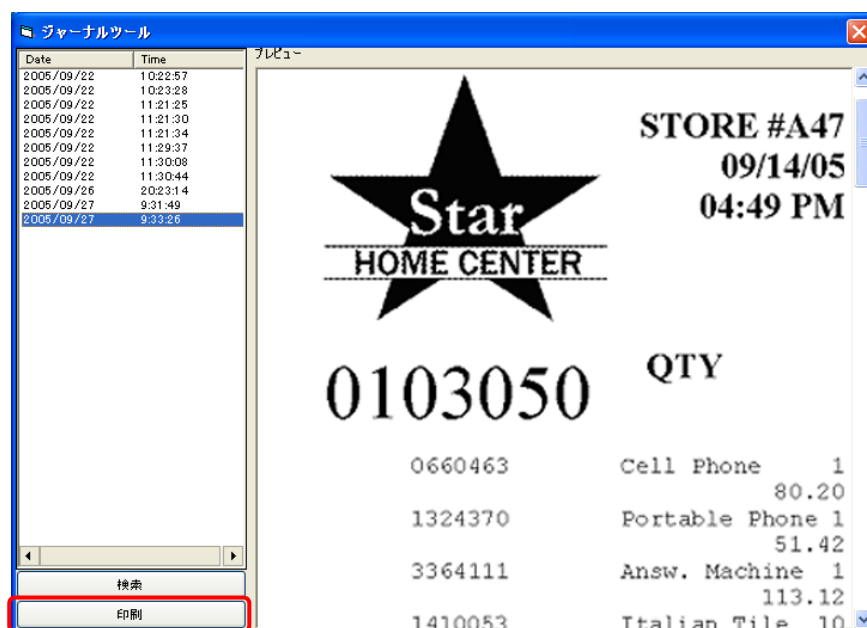 ジャーナルツール
Date Time
2005/09/22 10:22:57
2005/09/22 10:23:28
2005/09/22 11:21:25
2005/09/22 11:21:30
2005/09/22 11:21:34
2005/09/22 11:29:37
2005/09/22 11:30:08
2005/09/22 11:30:44
2005/09/26 20:23:14
2005/09/27 9:31:49
2005/09/27 9:33:26
検索
印刷
プレビュー
STORE #A47
09/14/05
04:49 PM
Star
HOME CENTER
0103050 QTY
0660463 Cell Phone 1
80.20
1324370 Portable Phone 1
51.42
3364111 Answ. Machine 1
113.12
1410053 Italian Tile 10